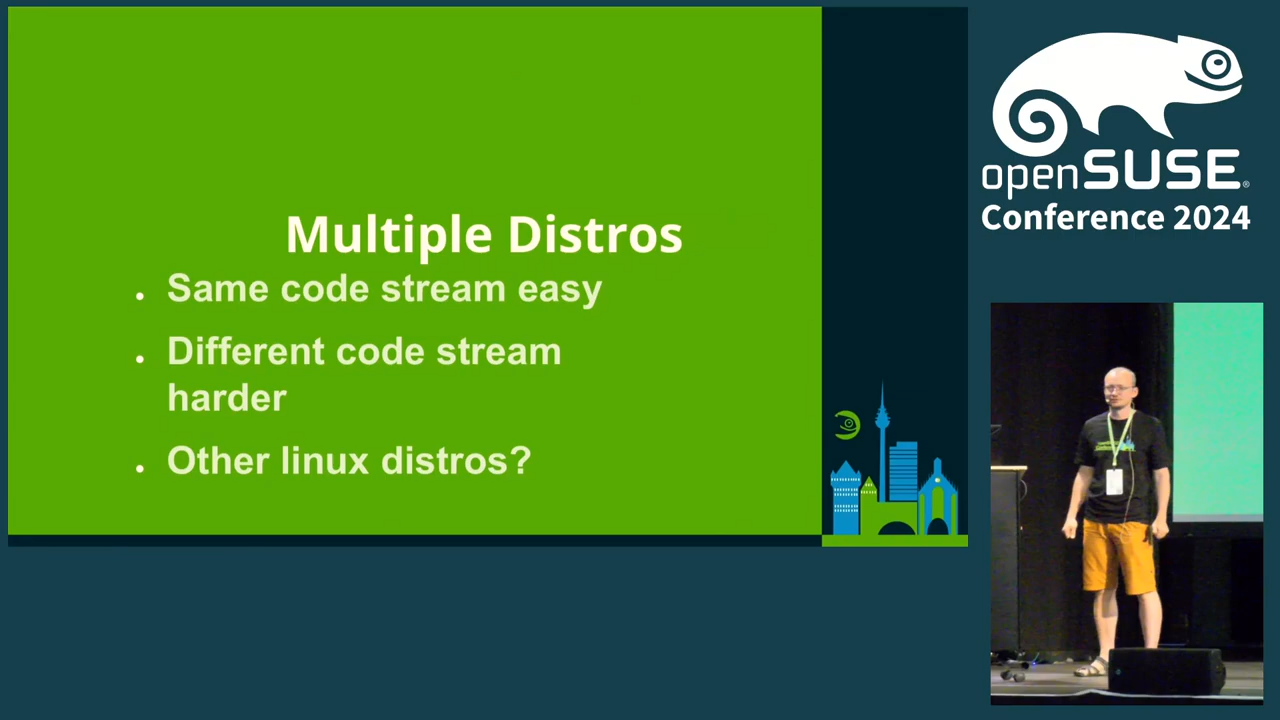 Multiple Distros
Same code stream easy
Different code stream
harder
Other linux distros?
openSUSE®
Conference 2024